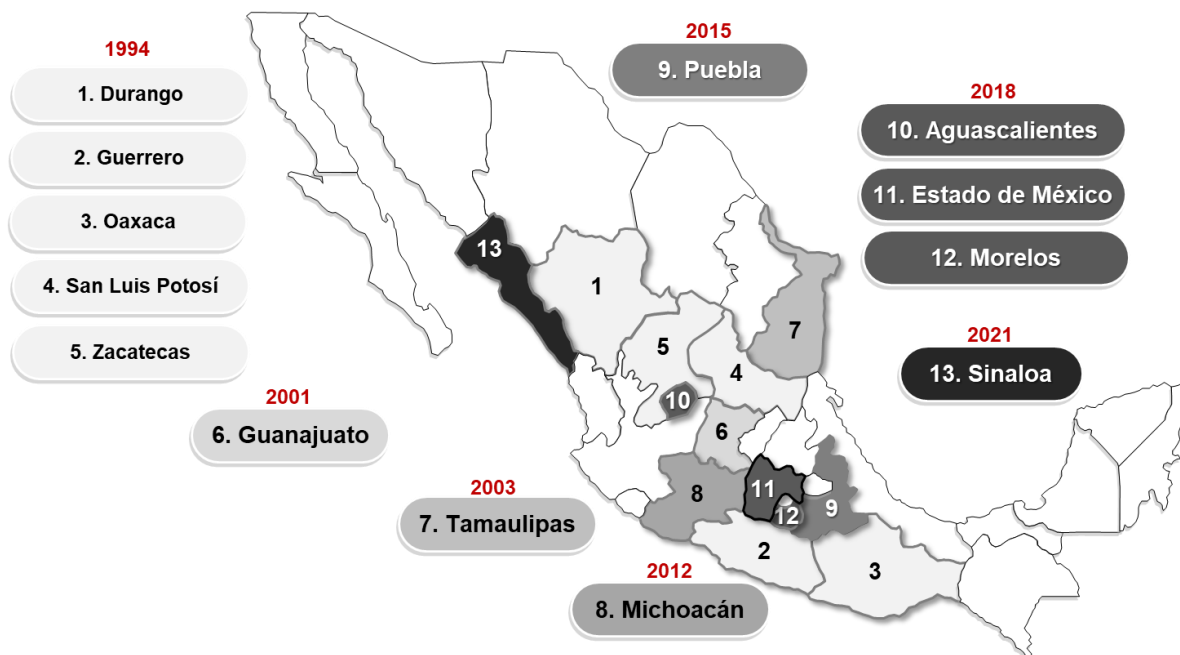 1994
1. Durango
2. Guerrero
3. Oaxaca
4. San Luis Potosí
5. Zacatecas
2001
6. Guanajuato
2003
7. Tamaulipas
2012
8. Michoacán
2015
9. Puebla
2018
10. Aguascalientes
11. Estado de México
12. Morelos
2021
13. Sinaloa
13
1
7
5
4
10
6
8
11
12
9
2
3